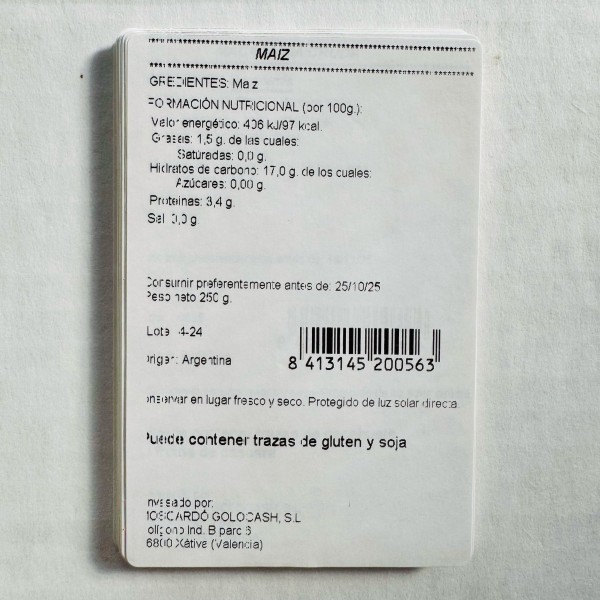 MAIZ
GREDIENTES: Maiz
FORMACIÓN NUTRICIONAL (por 100g.):
Valor energético: 406 kJ/97 kcal.
Grasas: 1,5 g. de las cuales:
Saturadas: 0,0 g.
Hidratos de carbono: 17,0 g. de los cuales:
Azúcares: 0,00 g.
Proteinas: 3,4 g.
Sal: 0,0 g
Consumir preferentemente antes de: 25/10/25
Peso neto 250 g.
Lote 4-24
8 413145 200563
Origen: Argentina
onservar en lugar fresco y seco. Protegido de luz solar directa.
Puede contener trazas de gluten y soja
nvasado por:
MOSCARDÓ GOLOCASH, S.L
olígono Ind. B parc 6
6800 Xátiva (Valencia)